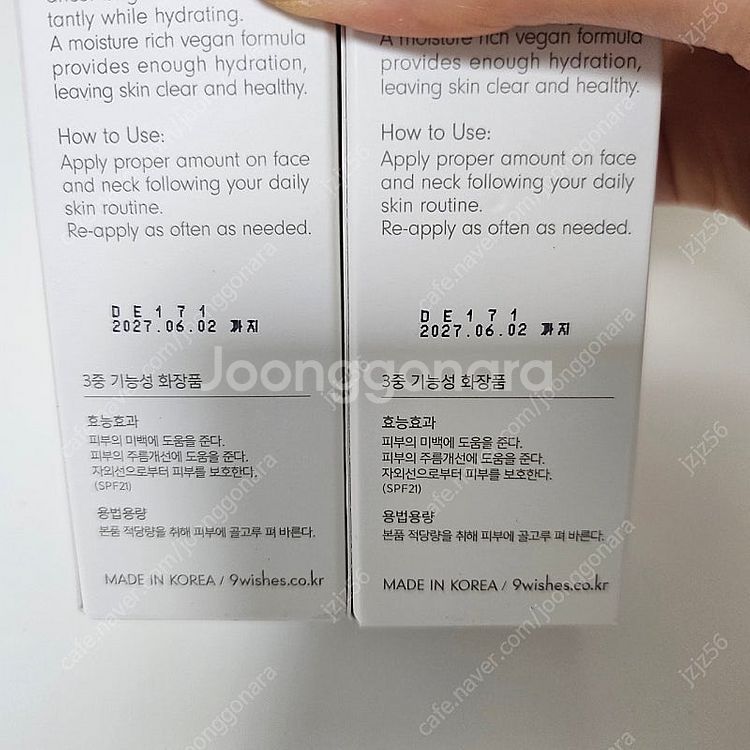 tantly while hydrating.
A moisture rich vegan formula
provides enough hydration,
leaving skin clear and healthy.
How to Use:
Apply proper amount on face
and neck following your daily
skin routine.
Re-apply as often as needed.
DE171
2027.06.02 까지
3중 기능성 화장품
효능효과
피부의 미백에 도움을 준다.
피부의 주름개선에 도움을 준다.
자외선으로부터 피부를 보호한다.
(SPF21)
용법용량
본품 적당량을 취해 피부에 골고루 펴 바른다.
MADE IN KOREA / 9wishes.co.kr
A moisture rich vegan formula
provides enough hydration,
leaving skin clear and healthy.
How to Use:
Apply proper amount on face
and neck following your daily
skin routine.
Re-apply as often as needed.
DE171
2027.06.02 까지
3중 기능성 화장품
효능효과
피부의 미백에 도움을 준다.
피부의 주름개선에 도움을 준다.
자외선으로부터 피부를 보호한다.
(SPF21)
용법용량
본품 적당량을 취해 피부에 골고루 펴 바른다.
MADE IN KOREA / 9wishes.co.kr
Joonggonara
cafe.naver.com/joonggonara
jzjz56